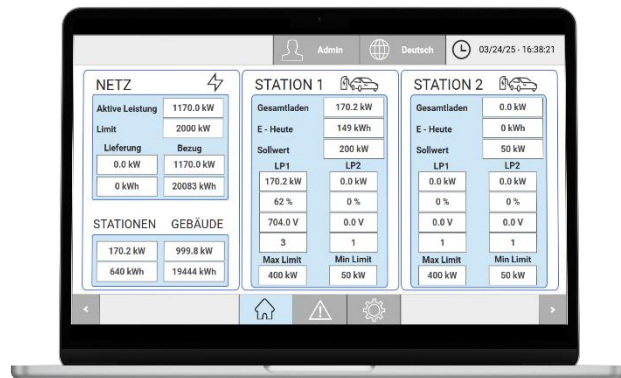 Admin Deutsch 03/24/25 - 16:38:21
NETZ
Aktive Leistung 1170.0 kW
Limit 2000 kW
Lieferung Bezug
0.0 kW 1170.0 kW
0 kWh 20083 kWh
STATIONEN GEBÄUDE
170.2 kW 999.8 kW
640 kWh 19444 kWh
STATION 1
Gesamtladen 170.2 kW
E - Heute 149 kWh
Sollwert 200 kW
LP1 LP2
170.2 kW 0.0 kW
62 % 0 %
704.0 V 0.0 V
3 1
Max Limit Min Limit
400 kW 50 kW
STATION 2
Gesamtladen 0.0 kW
E - Heute 0 kWh
Sollwert 50 kW
LP1 LP2
0.0 kW 0.0 kW
0 % 0 %
0.0 V 0.0 V
1 1
Max Limit Min Limit
400 kW 50 kW